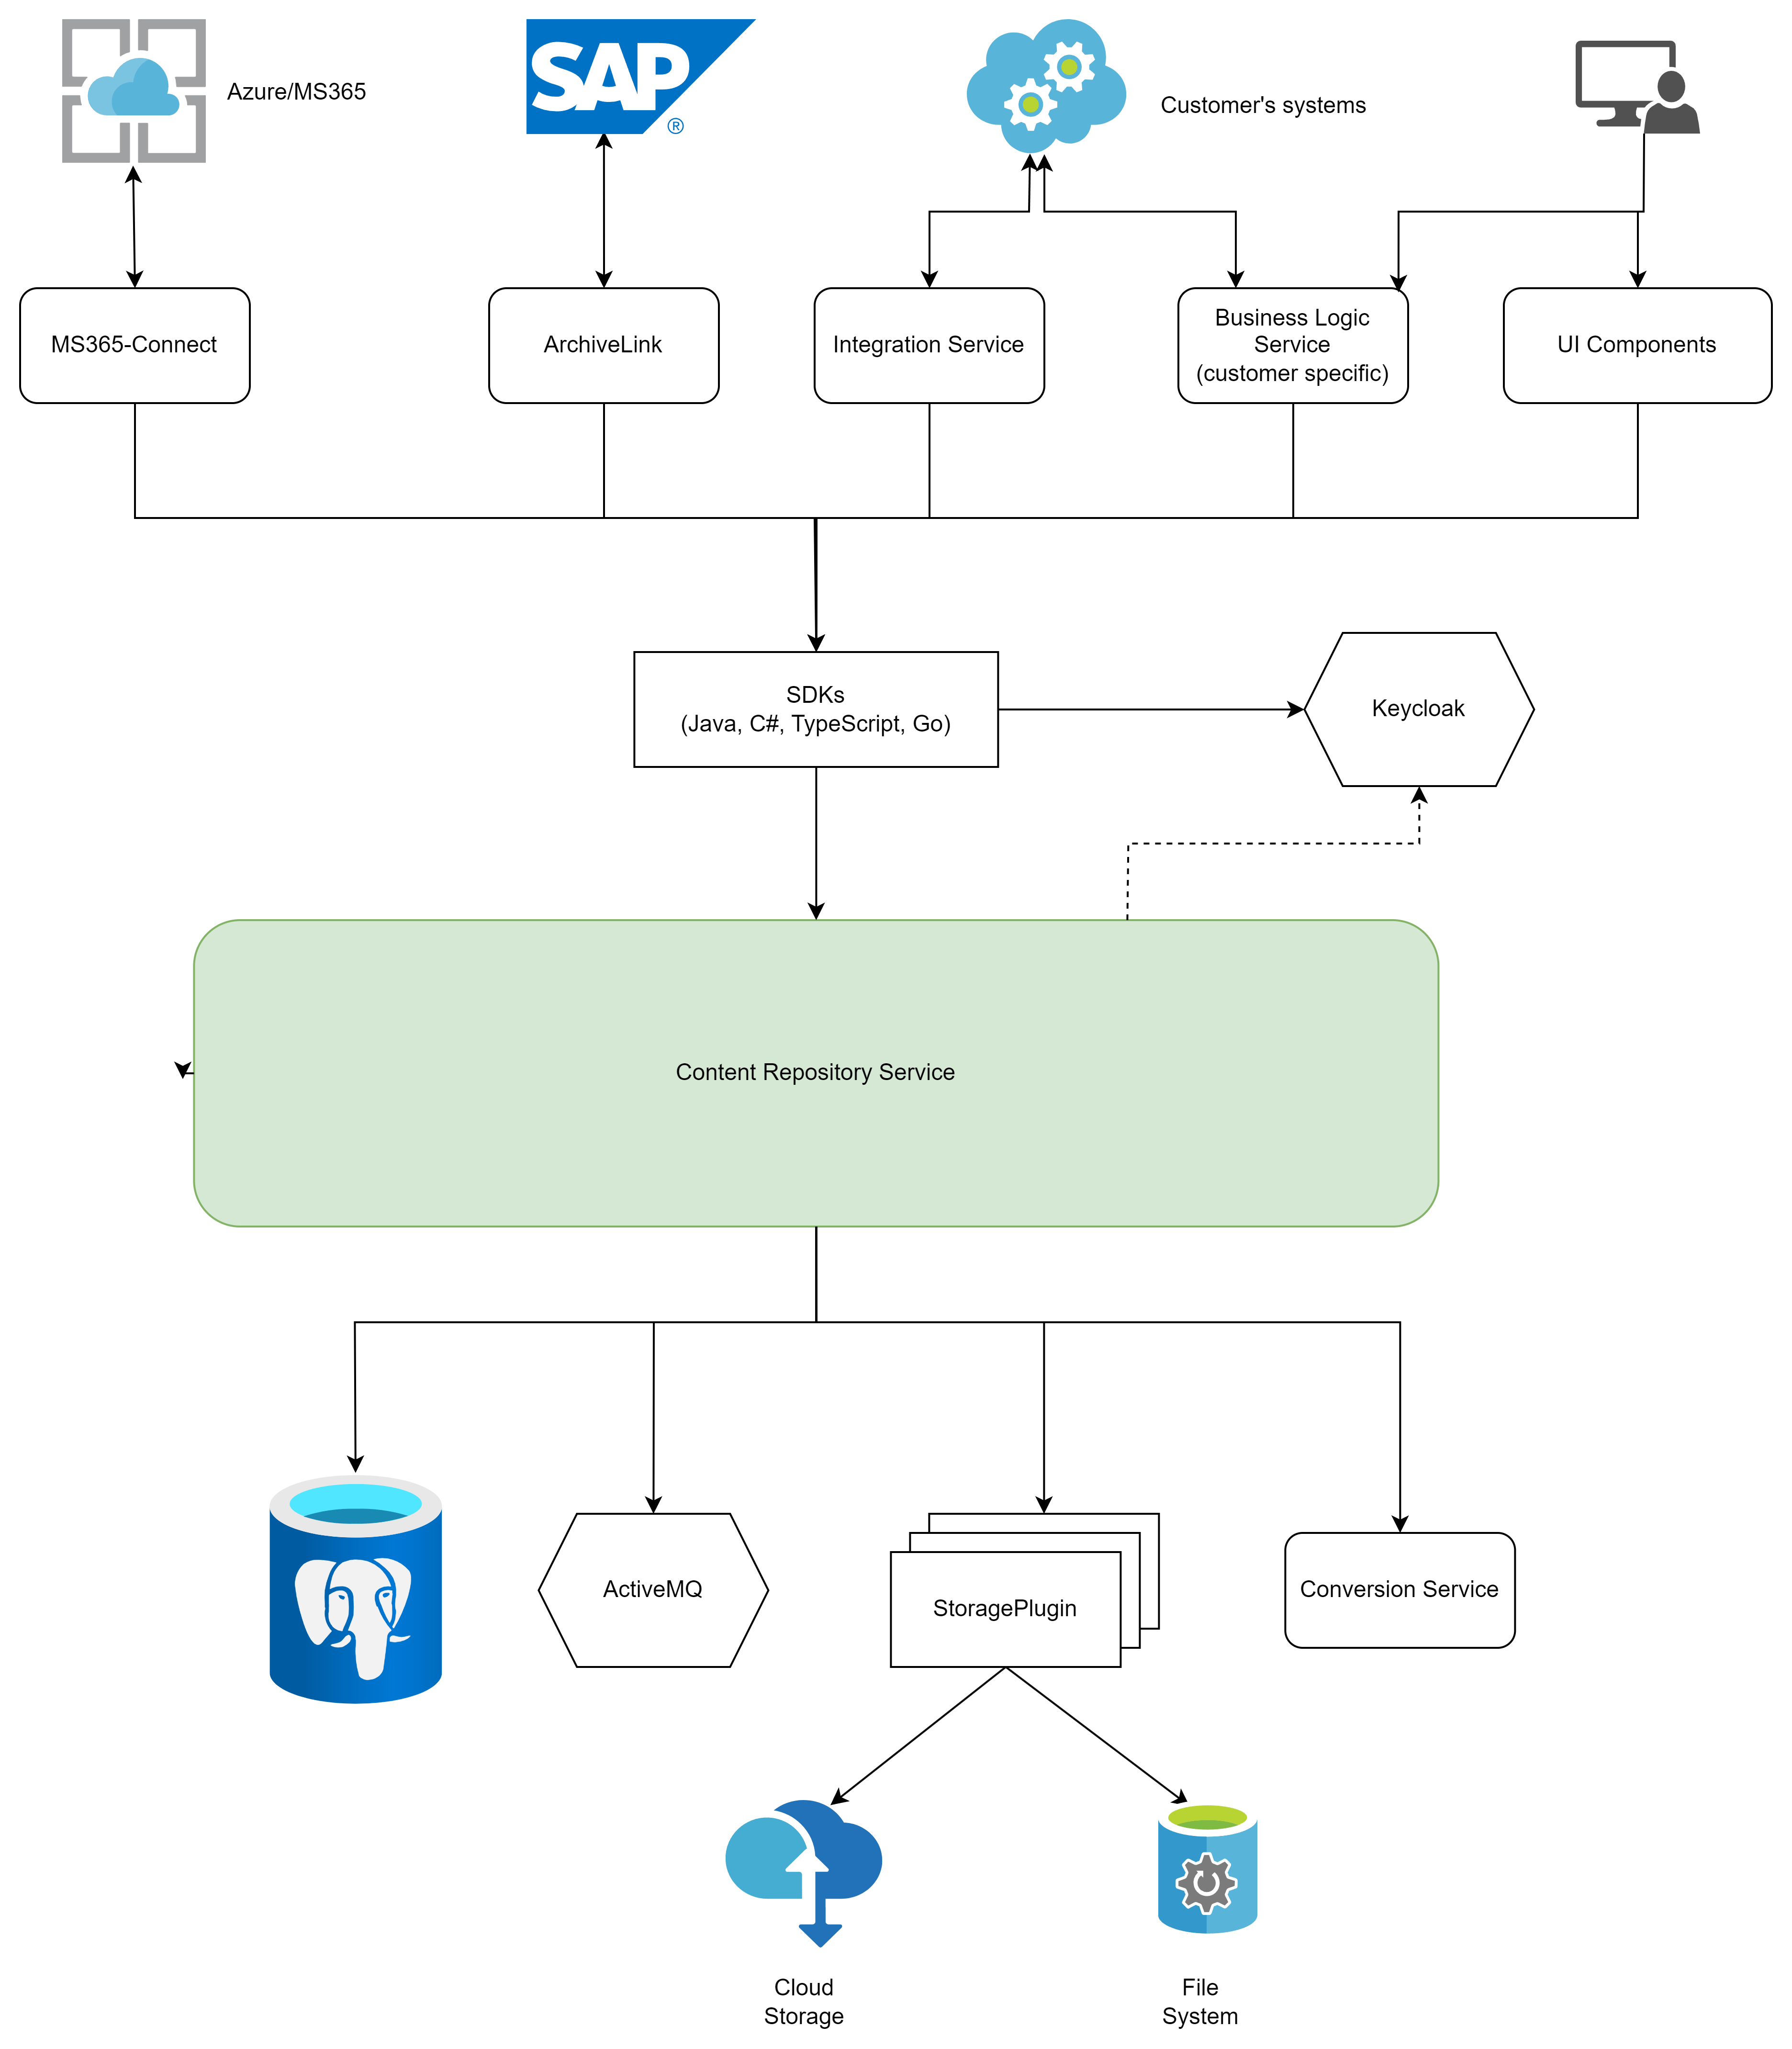 Azure/MS365
SAP
®
Customer's systems
MS365-Connect
ArchiveLink
Integration Service
Business Logic
Service
(customer specific)
UI Components
SDKs
(Java, C#, TypeScript, Go)
Keycloak
Content Repository Service
ActiveMQ
StoragePlugin
Conversion Service
Cloud
Storage
File
System